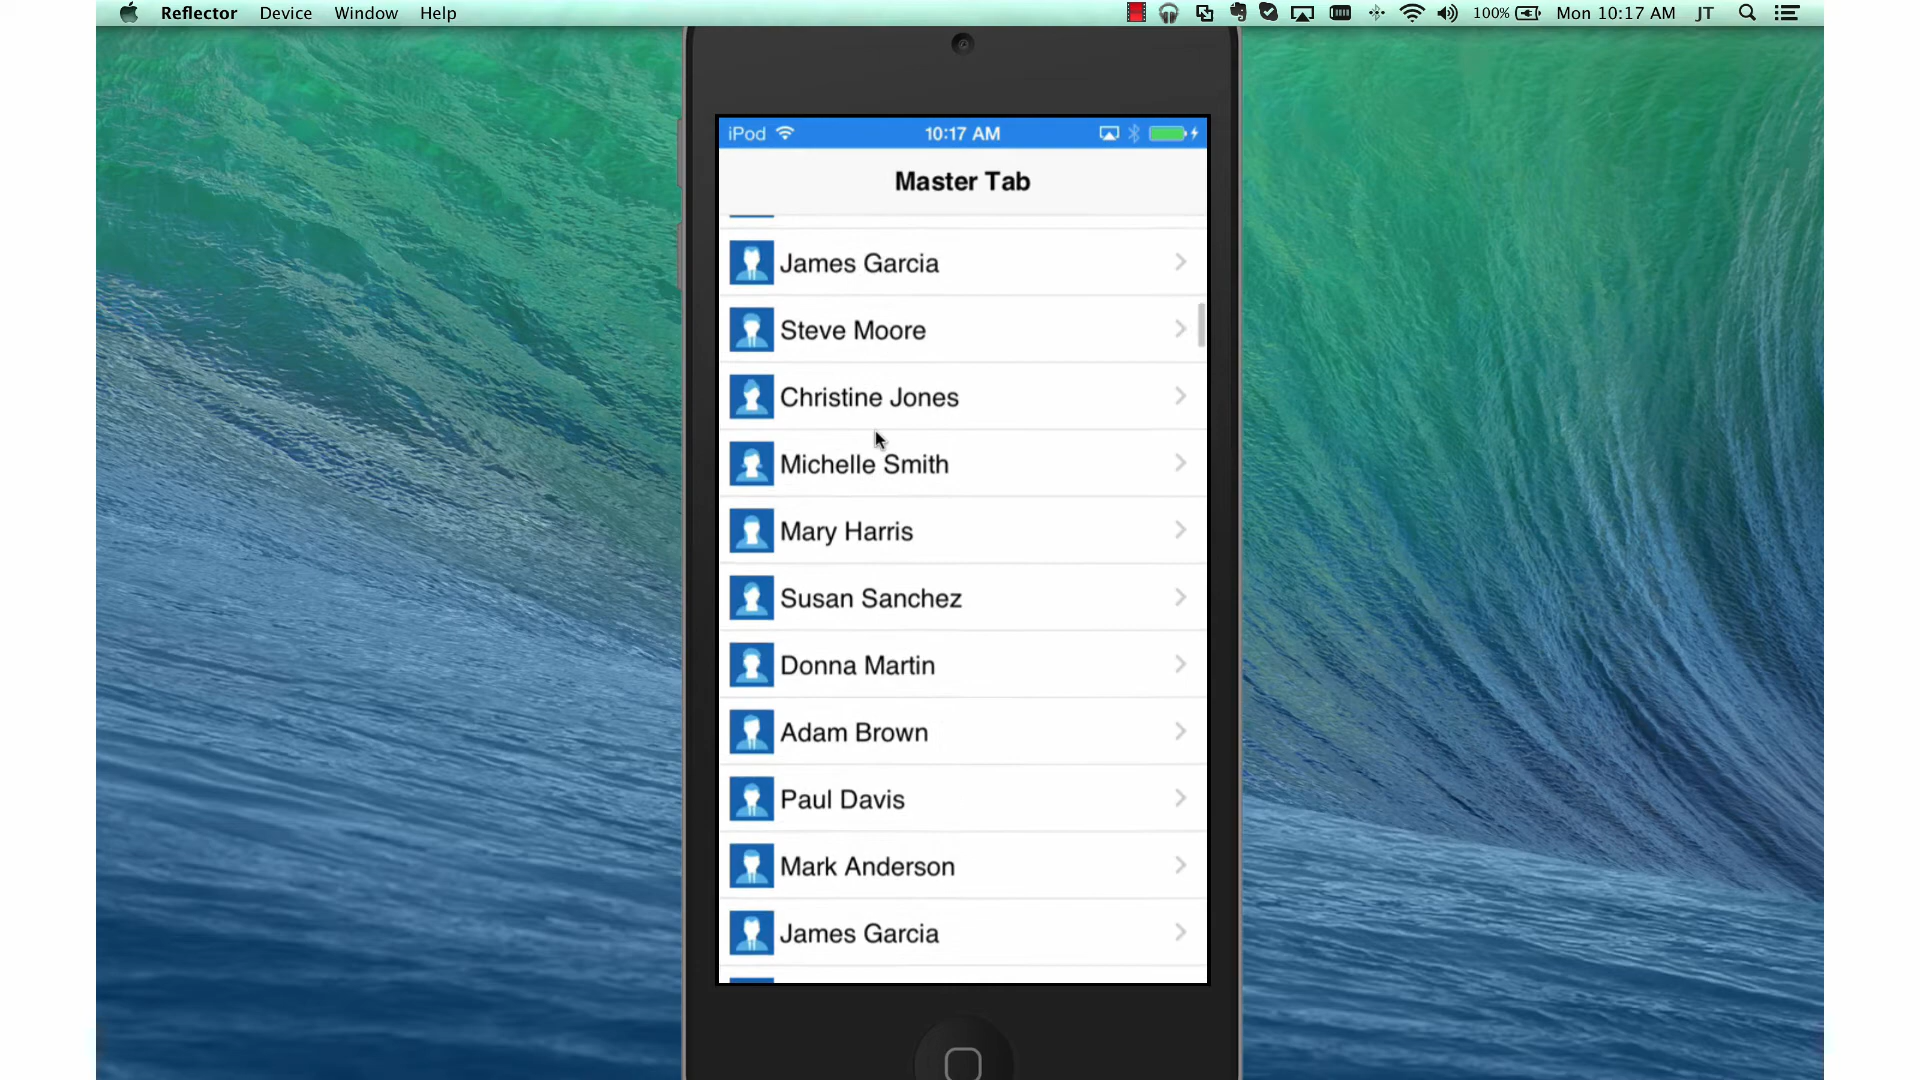 Reflector Device Window Help
100% Mon 10:17 AM JT
iPod 10:17 AM
Master Tab
James Garcia
Steve Moore
Christine Jones
Michelle Smith
Mary Harris
Susan Sanchez
Donna Martin
Adam Brown
Paul Davis
Mark Anderson
James Garcia